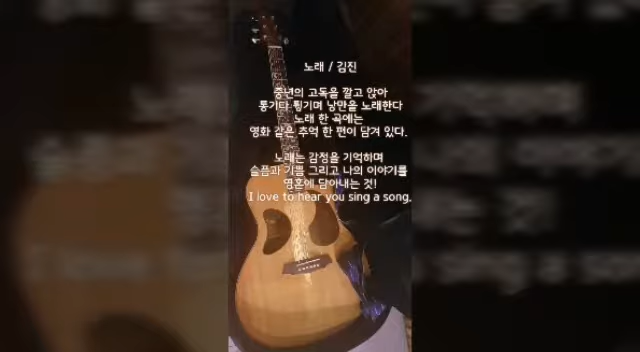 노래 / 김진
중년의 고독을 깔고 앉아
통기타 튕기며 낭만을 노래한다
노래 한 곡에는
영화 같은 추억 한 편이 담겨 있다.
노래는 감정을 기억하며
슬픔과 기쁨 그리고 나의 이야기를
영혼에 담아내는 것!
I love to hear you sing a song.